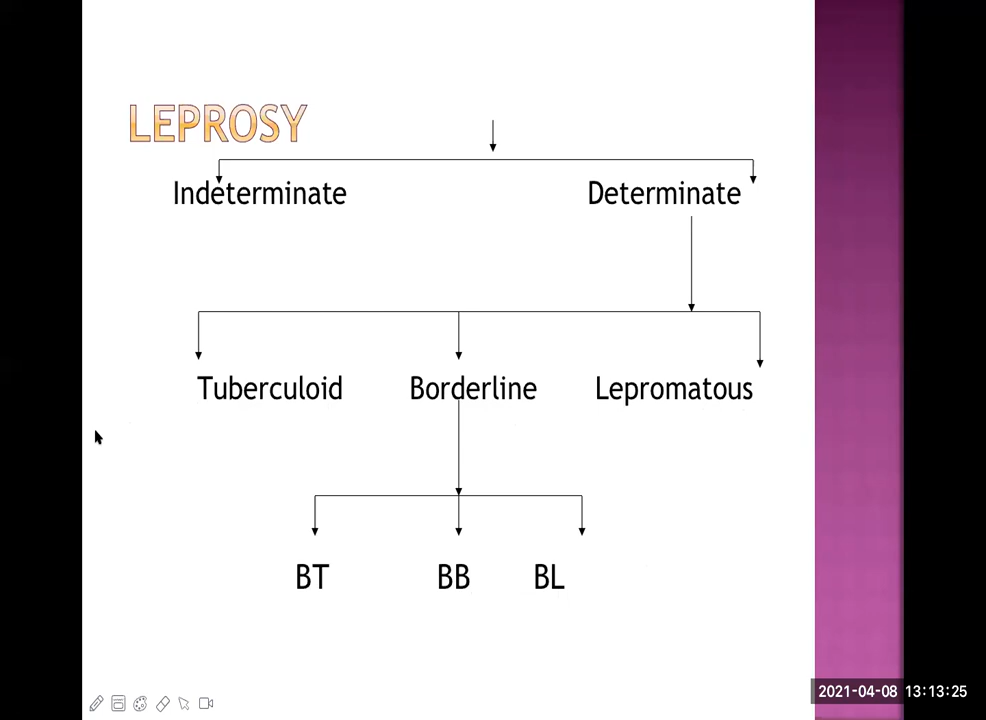 LEPROSY
Indeterminate Determinate
Tuberculoid Borderline Lepromatous
BT BB BL
2021-04-08 13:13:25